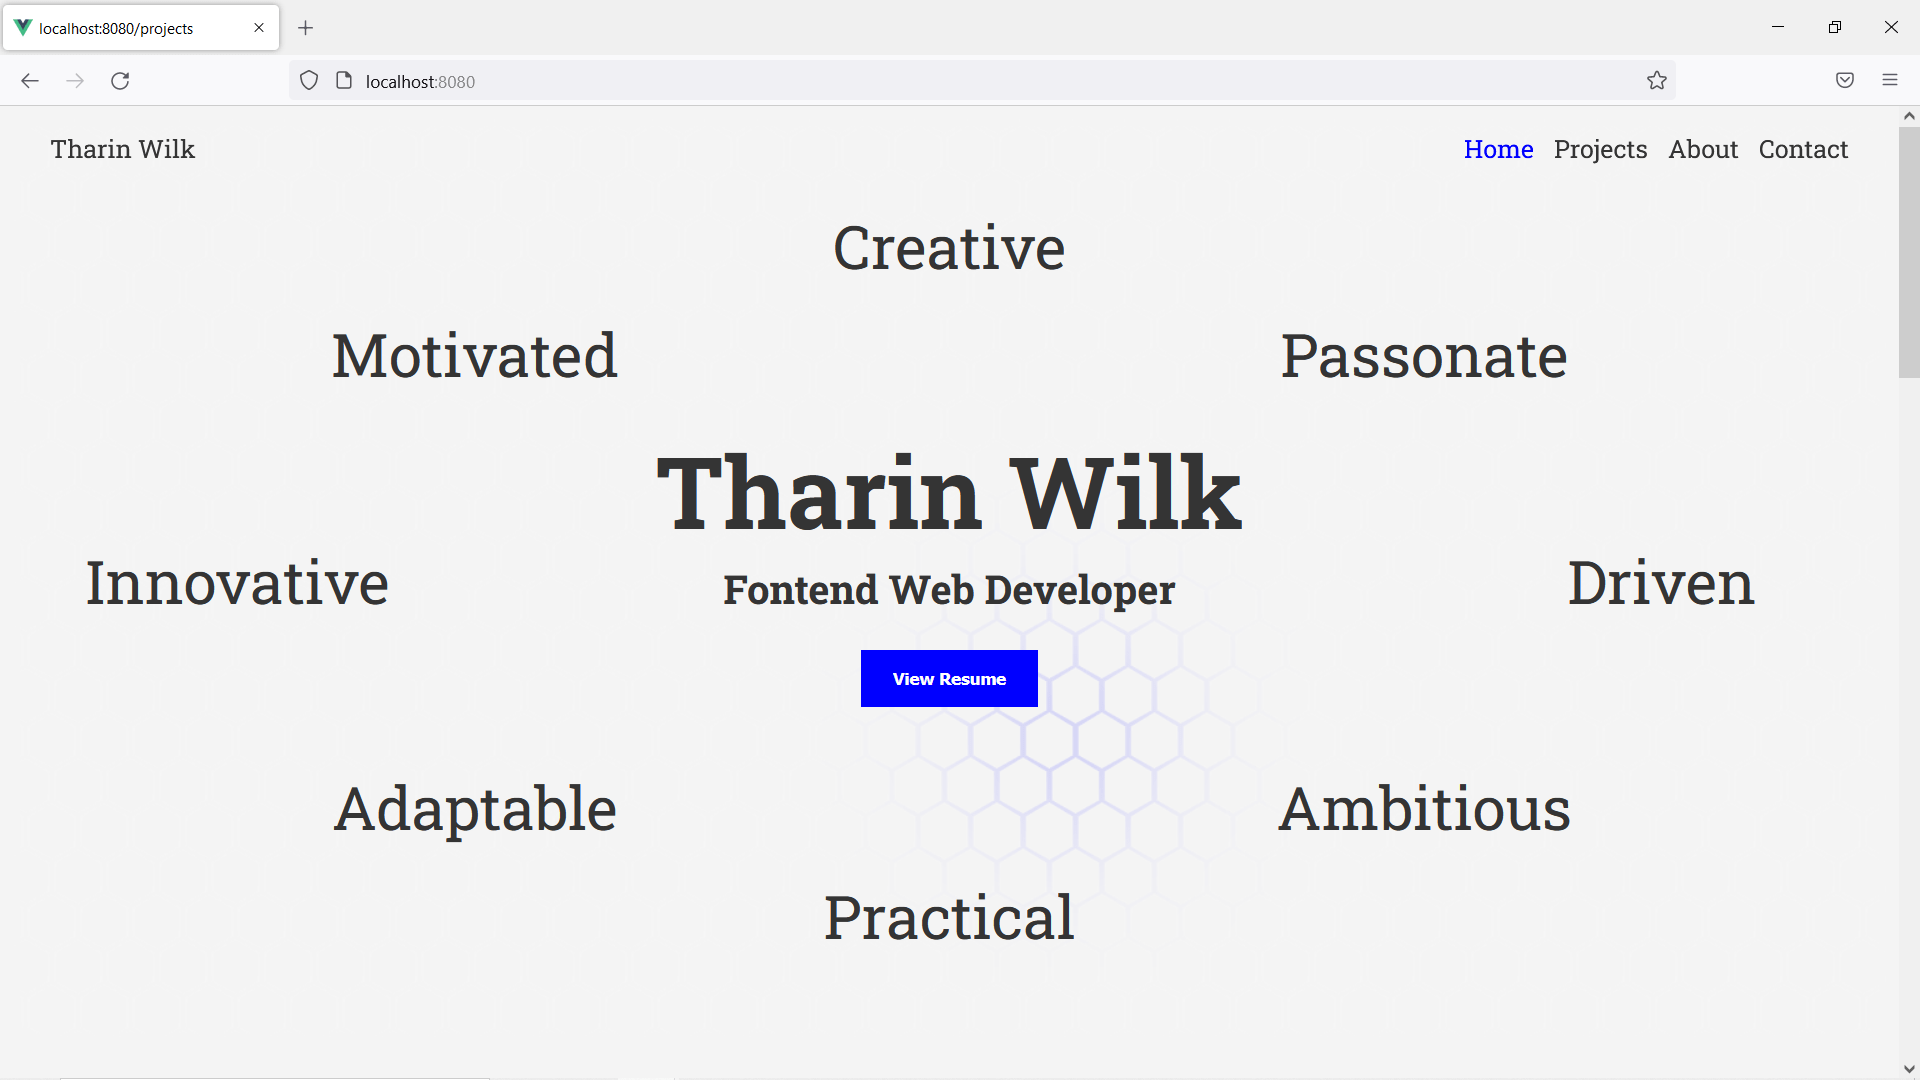 localhost:8080/projects
localhost:8080
Tharin Wilk
Home Projects About Contact
Creative
Motivated
Passonate
Tharin Wilk
Innovative
Fontend Web Developer
Driven
View Resume
Adaptable
Ambitious
Practical